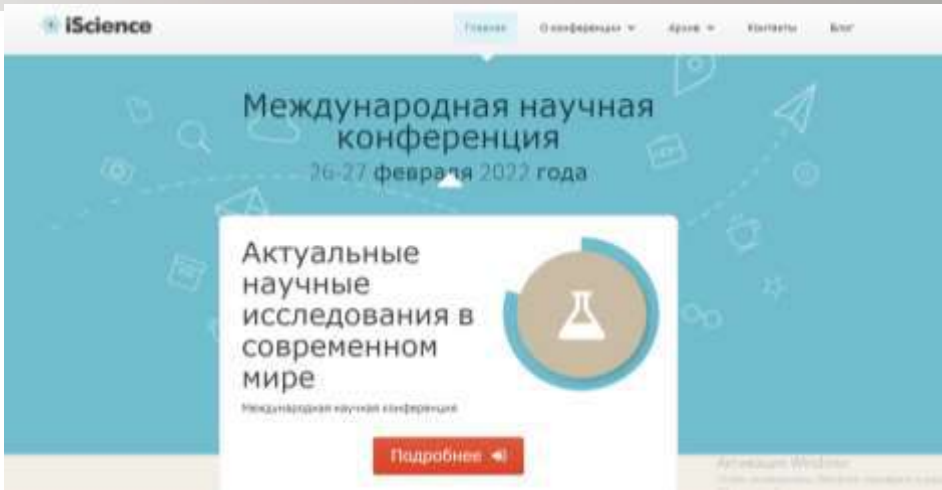 iScience
Главная О конференции Архив Контакты Блог
Международная научная
конференция
26-27 февраля 2022 года
Актуальные
научные
исследования в
современном
мире
Международная научная конференция
Подробнее
Активация Windows